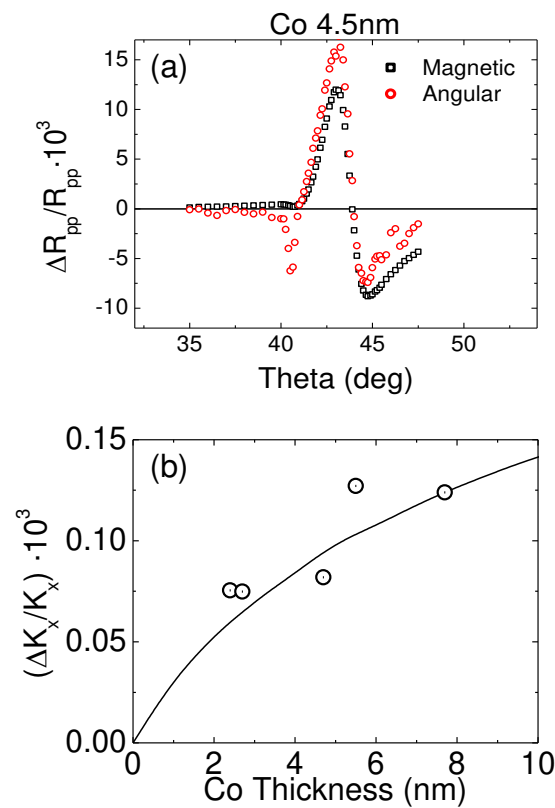 Co 4.5nm
(a)
Magnetic
Angular
15
10
5
0
-5
-10
ΔR_pp/R_pp·10^3
35 40 45 50
Theta (deg)
(b)
0.15
0.10
0.05
0.00
(ΔK_x/K_x) ·10^3
0 2 4 6 8 10
Co Thickness (nm)